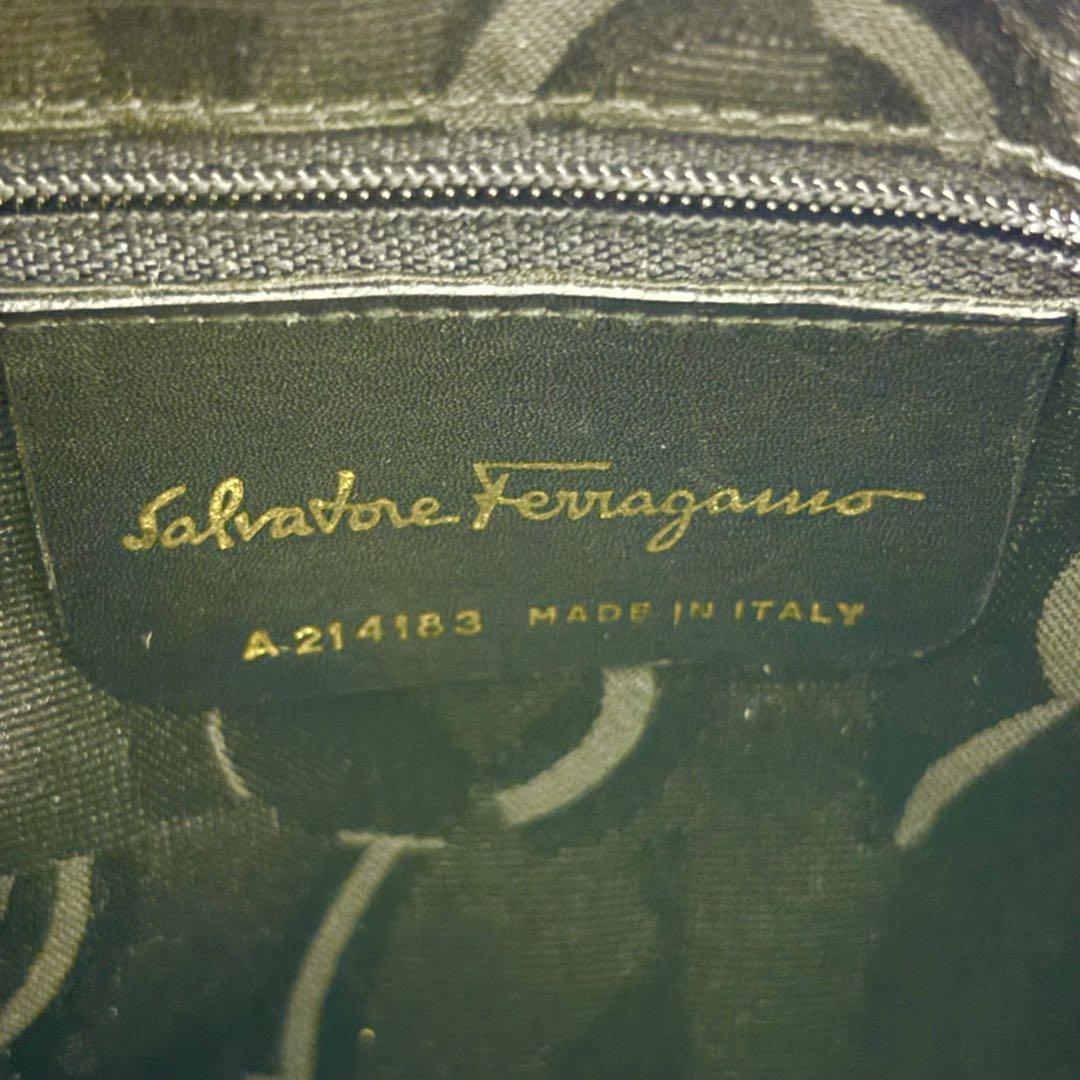 Salvatore Ferragamo
A-214183 MADE IN ITALY